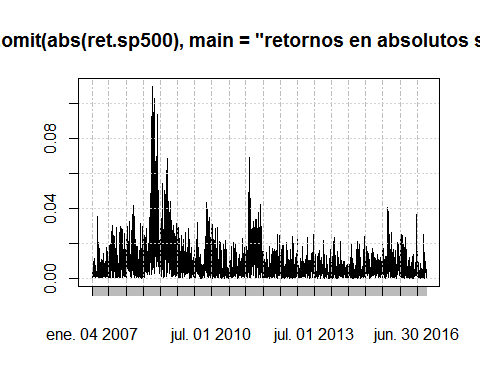 omit(abs(ret.sp500), main = "retornos en absolutos s
0.08
0.04
0.00
ene. 04 2007 jul. 01 2010 jul. 01 2013 jun. 30 2016